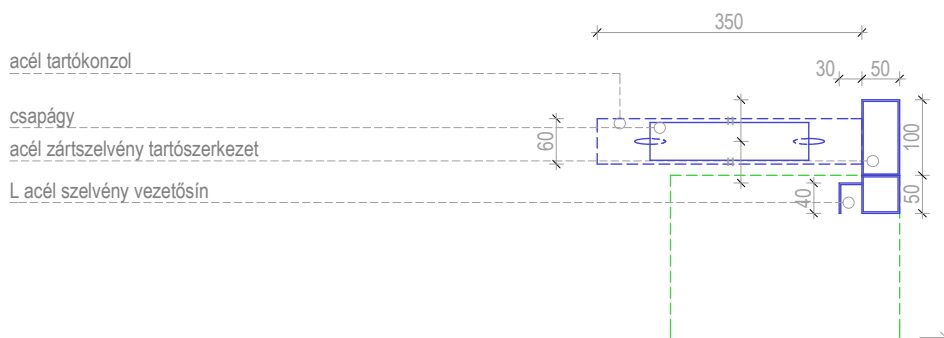 350
acél tartókonzol
30
50
csapágy
60
100
acél zártszelvény tartószerkezet
L acél szelvény vezetősín
40
50